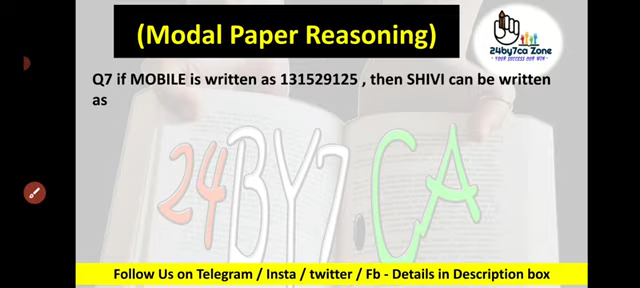 (Modal Paper Reasoning)
24by7ca Zone
- YOUR SUCCESS OUR WIN -
Q7 if MOBILE is written as 131529125 , then SHIVI can be written
as
24BY7 CA
Follow Us on Telegram / Insta / twitter / Fb - Details in Description box